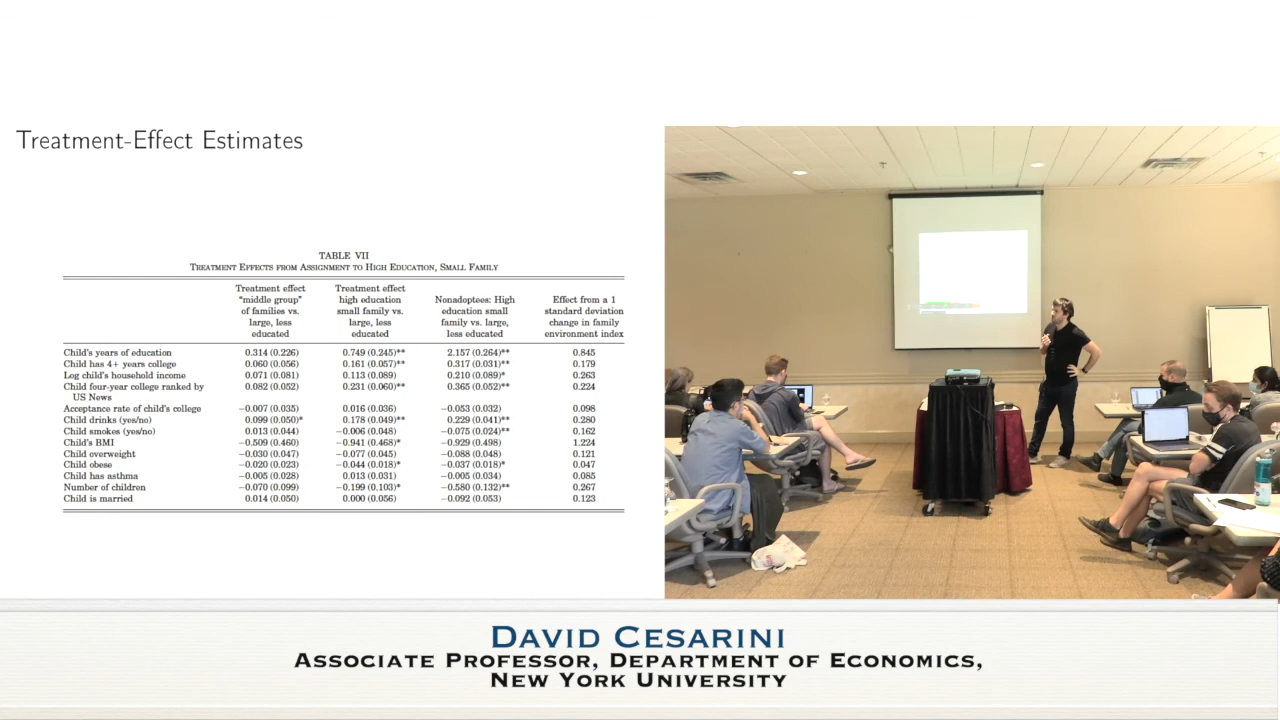 Treatment-Effect Estimates
TABLE VII
TREATMENT EFFECTS FROM ASSIGNMENT TO HIGH EDUCATION, SMALL FAMILY
Treatment effect "middle group" of families vs. large, less educated
Treatment effect high education small family vs. large, less educated
Nonadoptees: High education small family vs. large, less educated
Effect from a 1 standard deviation change in family environment index
Child's years of education 0.314 (0.226) 0.749 (0.245)** 2.157 (0.264)** 0.845
Child has 4+ years college 0.060 (0.056) 0.161 (0.057)** 0.317 (0.031)** 0.179
Log child's household income 0.071 (0.081) 0.113 (0.089) 0.210 (0.089)* 0.263
Child four-year college ranked by 0.082 (0.052) 0.231 (0.060)** 0.365 (0.052)** 0.224
US News
Acceptance rate of child's college −0.007 (0.035) 0.016 (0.036) −0.053 (0.032) 0.098
Child drinks (yes/no) 0.099 (0.050)* 0.178 (0.049)** 0.229 (0.041)** 0.280
Child smokes (yes/no) 0.013 (0.044) −0.006 (0.048) −0.075 (0.024)** 0.162
Child's BMI −0.509 (0.460) −0.941 (0.468)* −0.929 (0.498) 1.224
Child overweight −0.030 (0.047) −0.077 (0.045) −0.088 (0.048) 0.121
Child obese −0.020 (0.023) −0.044 (0.018)* −0.037 (0.018)* 0.047
Child has asthma −0.005 (0.028) 0.013 (0.031) −0.005 (0.034) 0.085
Number of children −0.070 (0.099) −0.199 (0.103)* −0.580 (0.132)** 0.267
Child is married 0.014 (0.050) 0.000 (0.056) −0.092 (0.053) 0.123
DAVID CESARINI
ASSOCIATE PROFESSOR, DEPARTMENT OF ECONOMICS,
NEW YORK UNIVERSITY